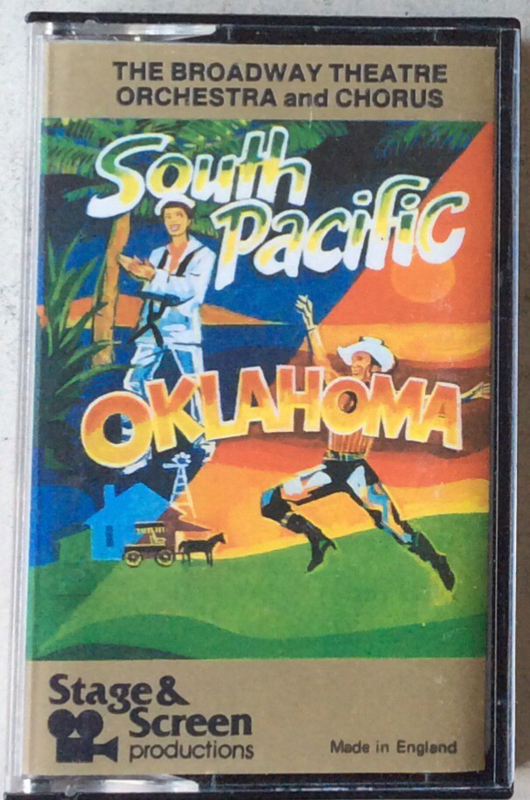 THE BROADWAY THEATRE
ORCHESTRA and CHORUS
South
Pacific
OKLAHOMA
Stage &
Screen
productions
Made in England